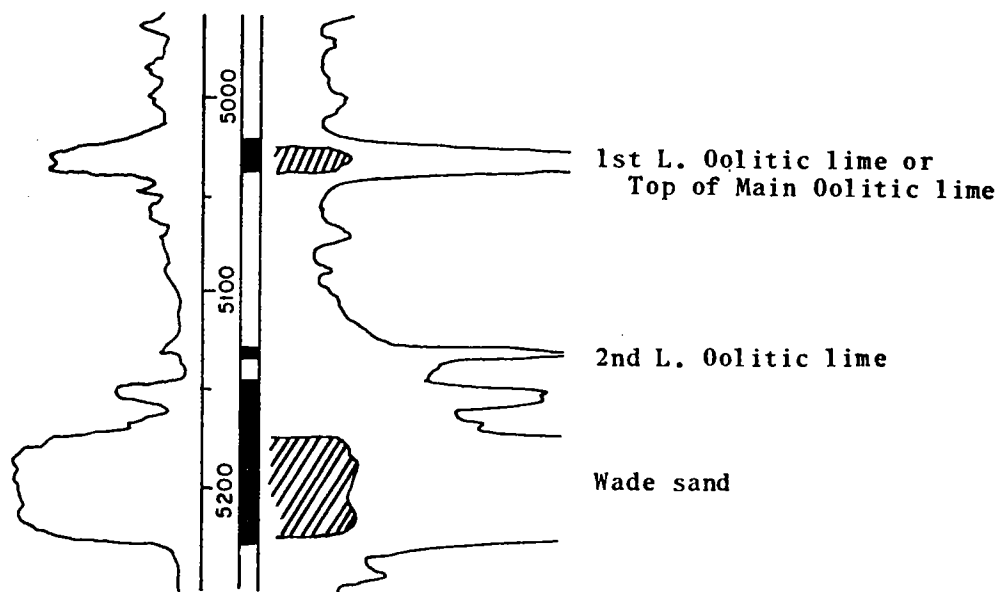 5000
1st L. Oolitic lime or
Top of Main Oolitic lime
5100
2nd L. Oolitic lime
5200
Wade sand